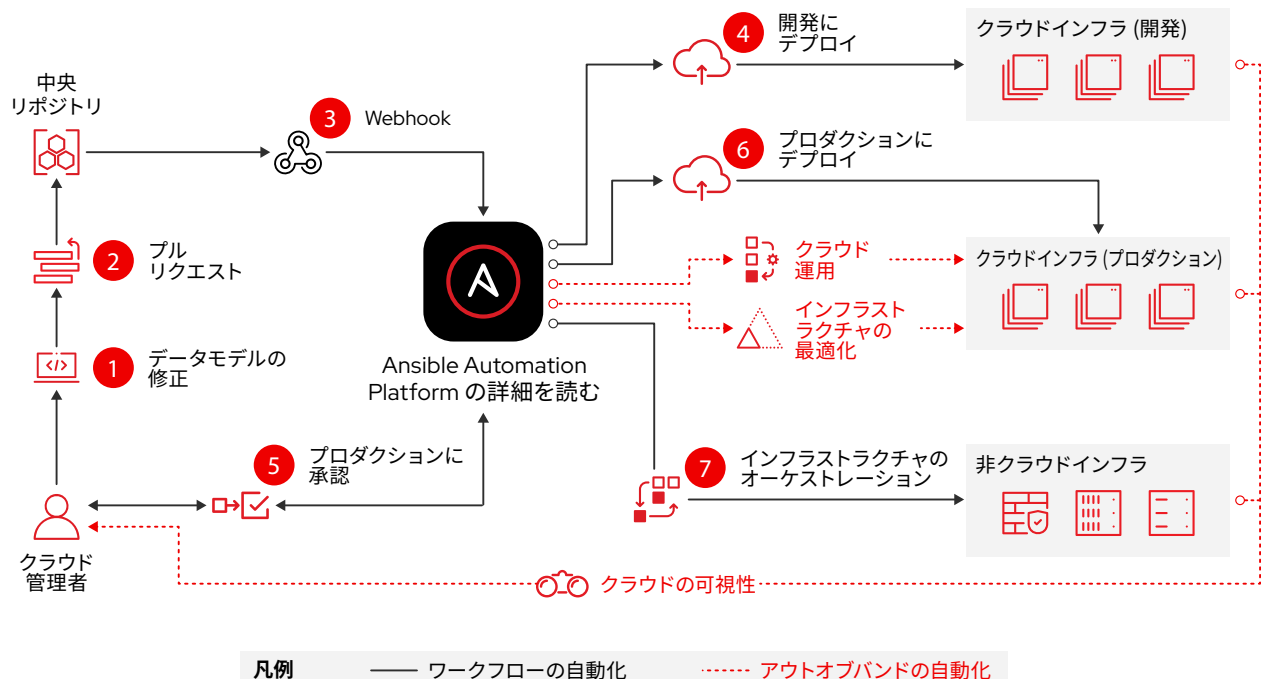 中央
リポジトリ
3
Webhook
4
開発に
デプロイ
クラウドインフラ (開発)
6
プロダクションに
デプロイ
2
プル
リクエスト
クラウド
運用
クラウドインフラ (プロダクション)
インフラスト
ラクチャの
最適化
1
データモデルの
修正
</>
Ansible Automation
Platform の詳細を読む
5
プロダクションに
承認
7
インフラストラクチャの
オーケストレーション
非クラウドインフラ
クラウド
管理者
クラウドの可視性
凡例
ワークフローの自動化
アウトオブバンドの自動化